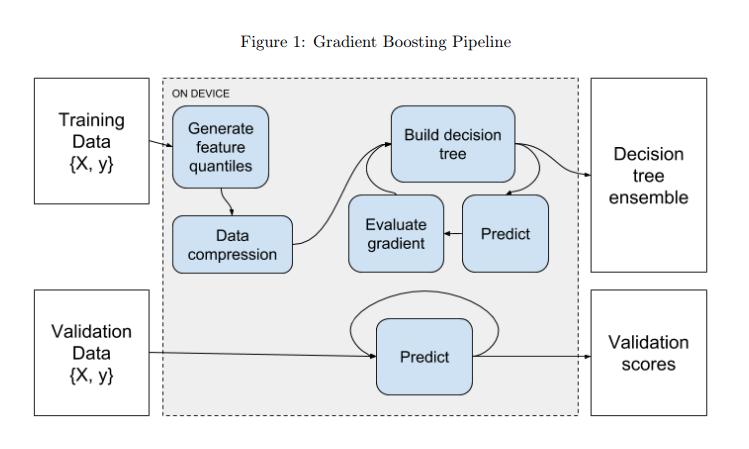 Figure 1: Gradient Boosting Pipeline
ON DEVICE
Training
Data
{X, y}
Generate
feature
quantiles
Data
compression
Build decision
tree
Evaluate
gradient
Predict
Decision
tree
ensemble
Validation
Data
{X, y}
Predict
Validation
scores